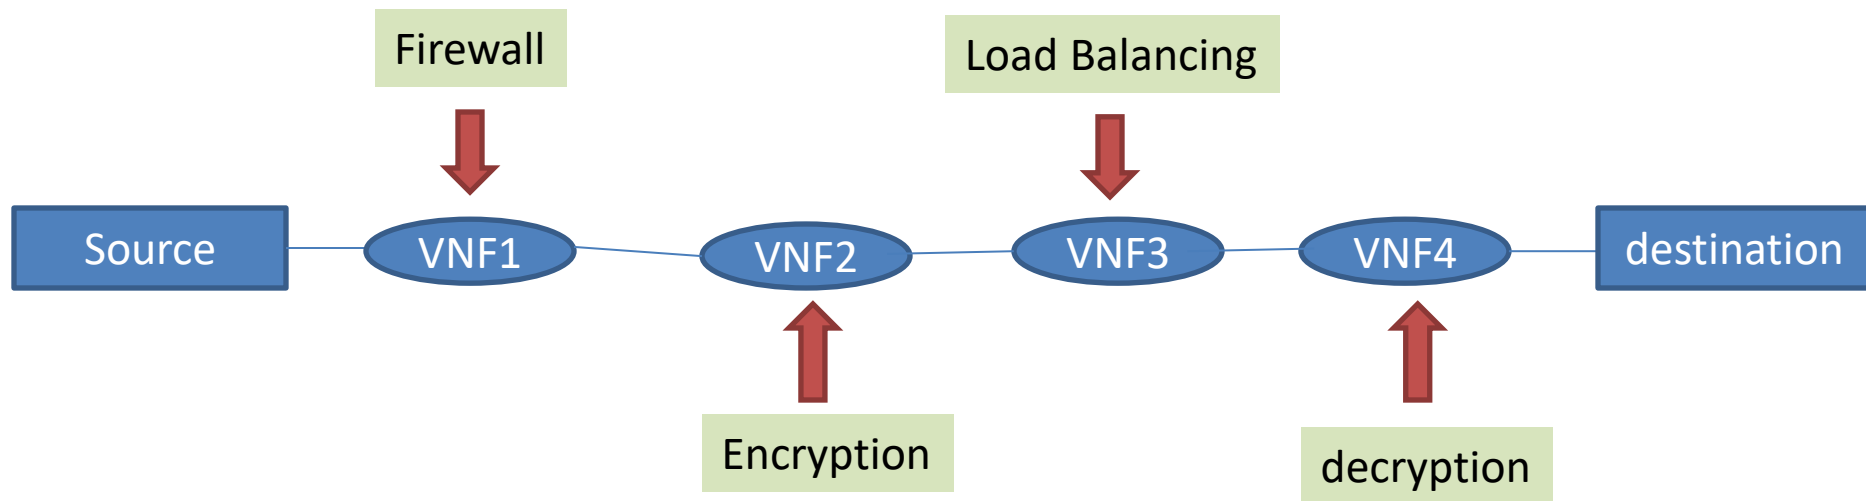 Firewall
Load Balancing
Source
VNF1
VNF2
VNF3
VNF4
destination
Encryption
decryption